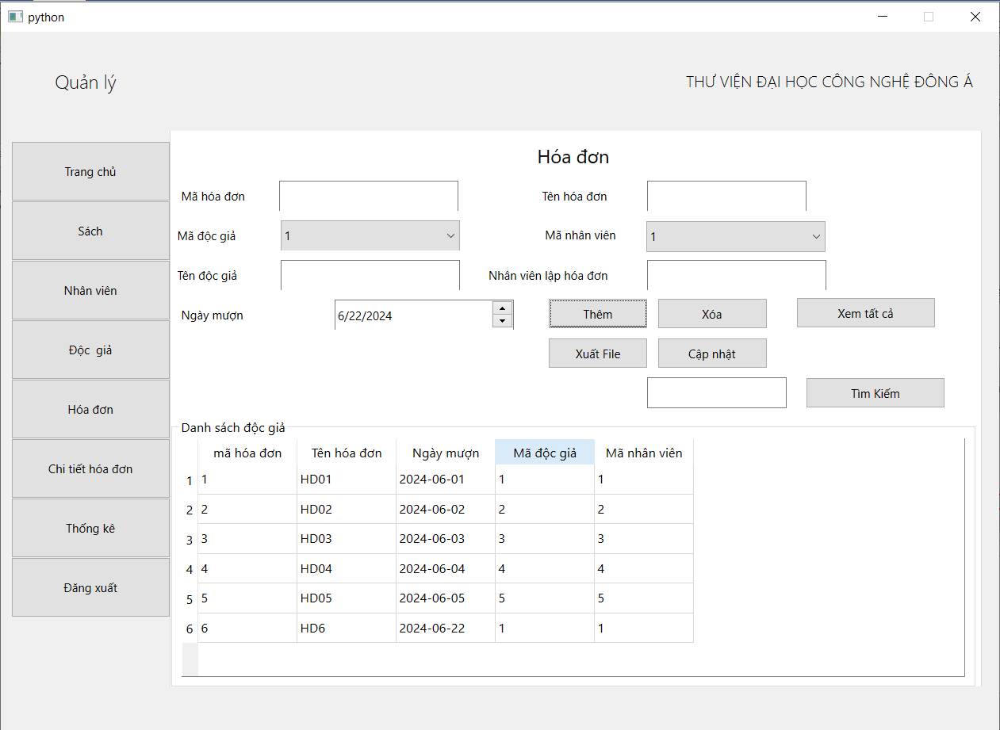 python
Quản lý
THƯ VIỆN ĐẠI HỌC CÔNG NGHỆ ĐÔNG Á
Trang chủ
Sách
Nhân viên
Độc  giả
Hóa đơn
Chi tiết hóa đơn
Thống kê
Đăng xuất
Hóa đơn
Mã hóa đơn
Tên hóa đơn
Mã độc giả 1
Mã nhân viên 1
Tên độc giả
Nhân viên lập hóa đơn
Ngày mượn 6/22/2024
Thêm Xóa Xem tất cả
Xuất File Cập nhật
Tìm Kiếm
Danh sách độc giả
mã hóa đơn Tên hóa đơn Ngày mượn Mã độc giả Mã nhân viên
1 1 HD01 2024-06-01 1 1
2 2 HD02 2024-06-02 2 2
3 3 HD03 2024-06-03 3 3
4 4 HD04 2024-06-04 4 4
5 5 HD05 2024-06-05 5 5
6 6 HD6 2024-06-22 1 1